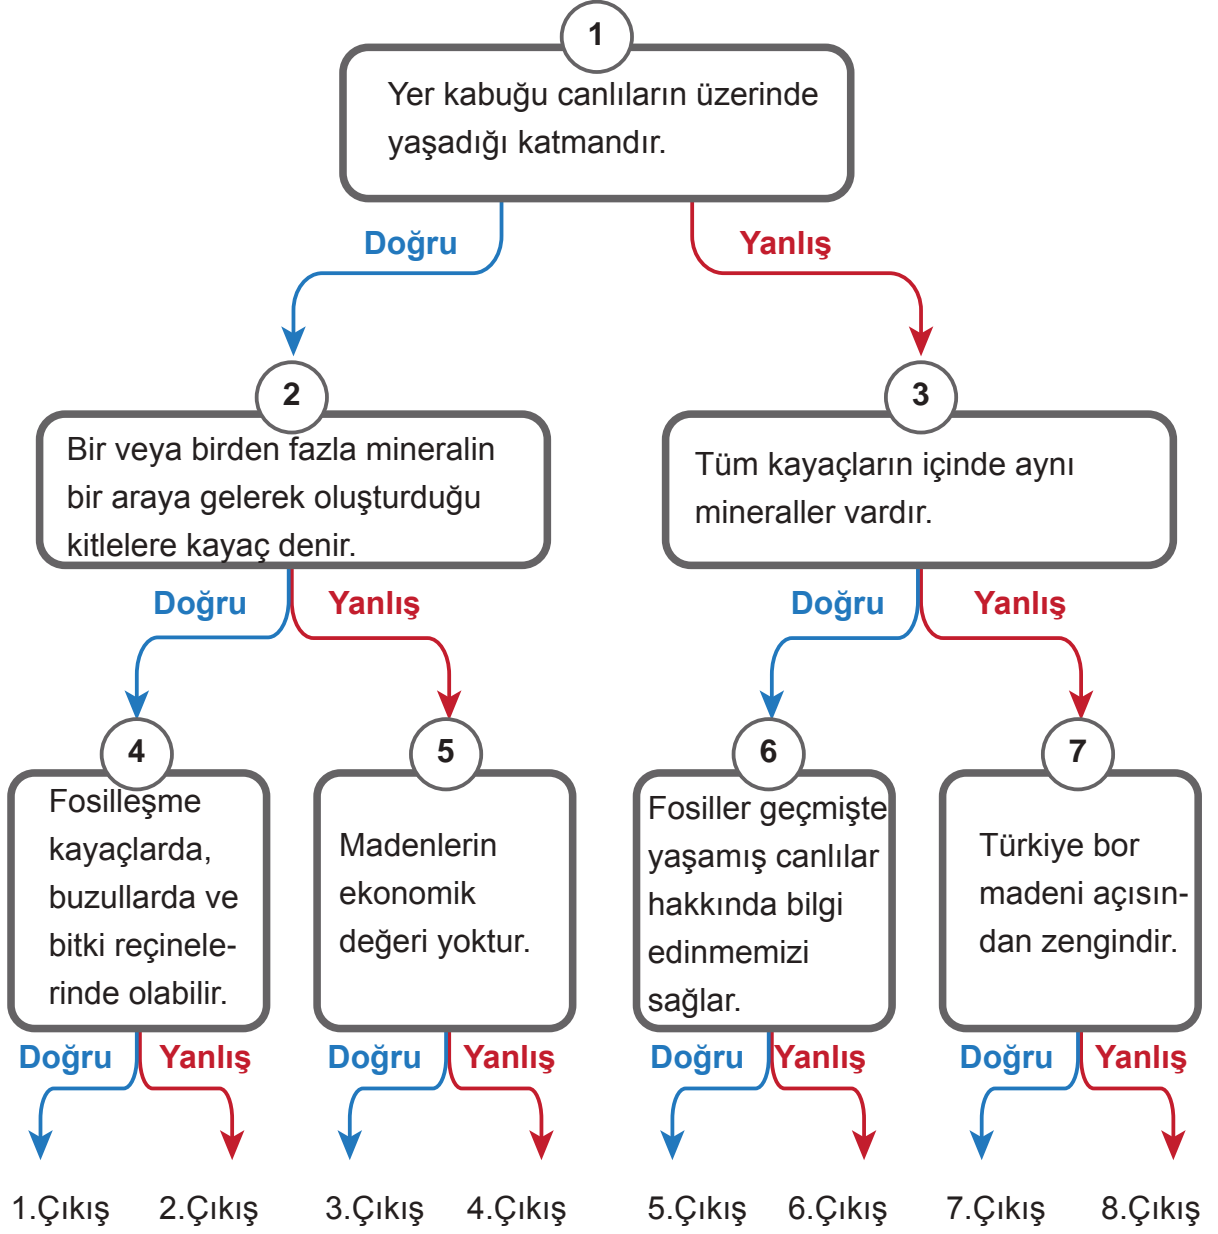 1
Yer kabuğu canlıların üzerinde
yaşadığı katmandır.
Doğru
Yanlış
2
Bir veya birden fazla mineralin
bir araya gelerek oluşturduğu
kitlelere kayaç denir.
3
Tüm kayaçların içinde aynı
mineraller vardır.
Doğru
Yanlış
Doğru
Yanlış
4
Fosilleşme
kayaçlarda,
buzullarda ve
bitki reçinele-
rinde olabilir.
5
Madenlerin
ekonomik
değeri yoktur.
6
Fosiller geçmişte
yaşamış canlılar
hakkında bilgi
edinmemizi
sağlar.
7
Türkiye bor
madeni açısın-
dan zengindir.
Doğru
Yanlış
Doğru
Yanlış
Doğru
Yanlış
Doğru
Yanlış
1.Çıkış
2.Çıkış
3.Çıkış
4.Çıkış
5.Çıkış
6.Çıkış
7.Çıkış
8.Çıkış